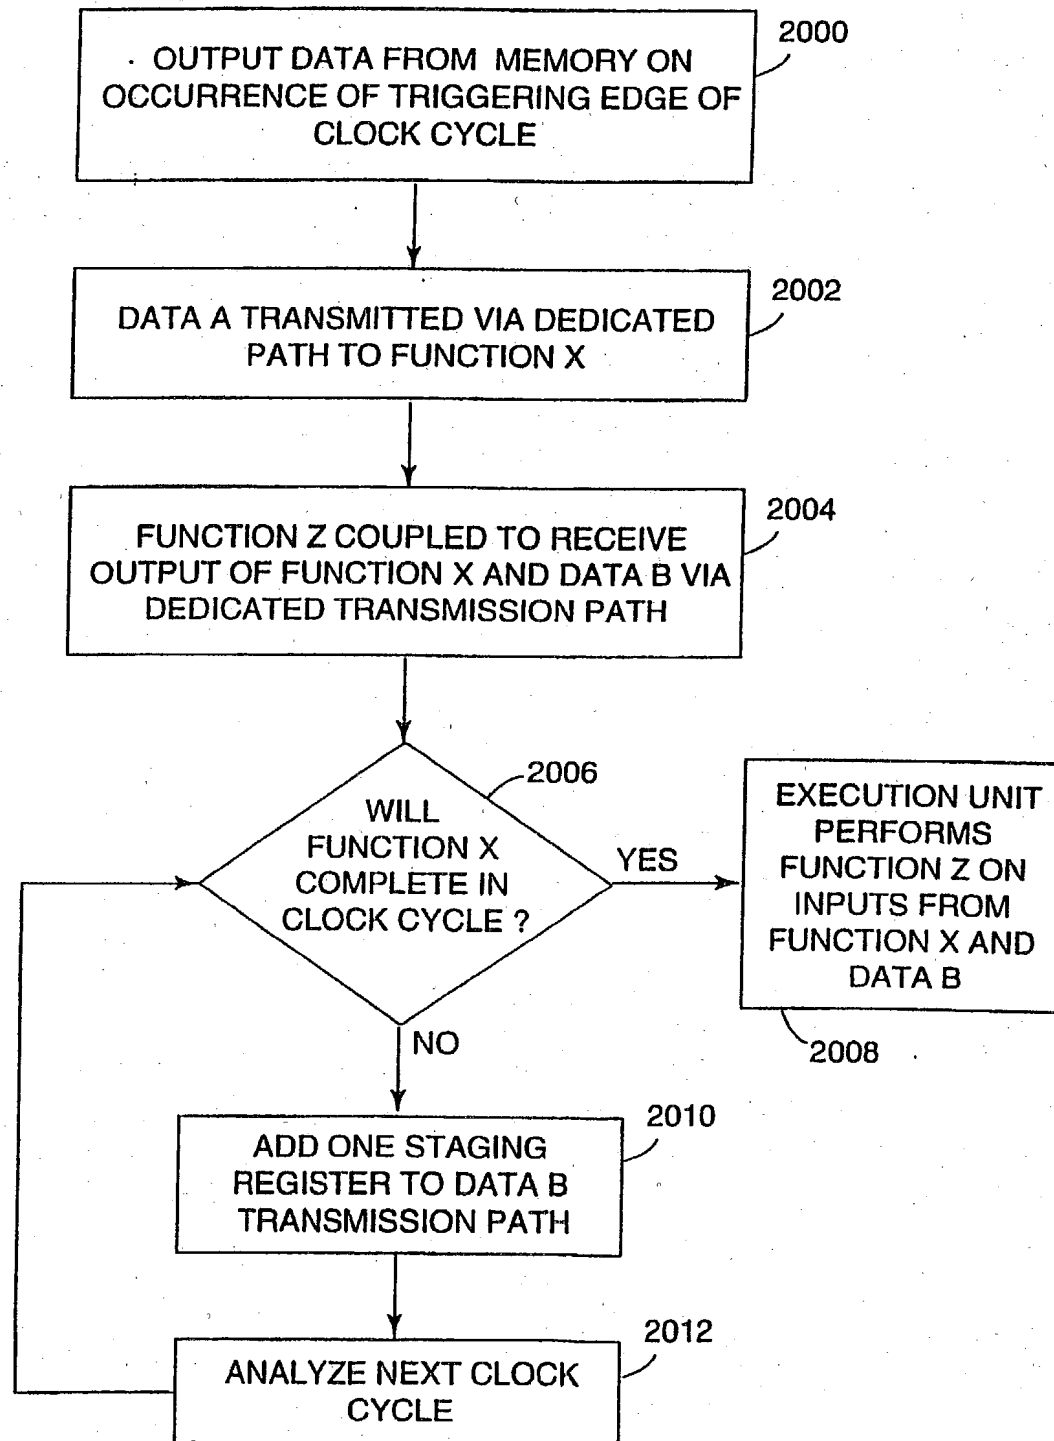 2000
OUTPUT DATA FROM MEMORY ON
OCCURRENCE OF TRIGGERING EDGE OF
CLOCK CYCLE
2002
DATA A TRANSMITTED VIA DEDICATED
PATH TO FUNCTION X
2004
FUNCTION Z COUPLED TO RECEIVE
OUTPUT OF FUNCTION X AND DATA B VIA
DEDICATED TRANSMISSION PATH
2006
WILL
FUNCTION X
COMPLETE IN
CLOCK CYCLE ?
YES
EXECUTION UNIT
PERFORMS
FUNCTION Z ON
INPUTS FROM
FUNCTION X AND
DATA B
2008
NO
2010
ADD ONE STAGING
REGISTER TO DATA B
TRANSMISSION PATH
2012
ANALYZE NEXT CLOCK
CYCLE